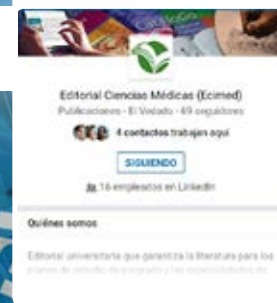 Editorial Ciencias Médicas (Ecimed)
Publicaciones - El Vedado - 49 seguidores
4 contactos trabajan aquí
SIGUIENDO
16 empleados en LinkedIn
Quiénes somos
Editorial universitaria que garantiza la literatura para los
planes de estudio de pregrado y las especialidades de